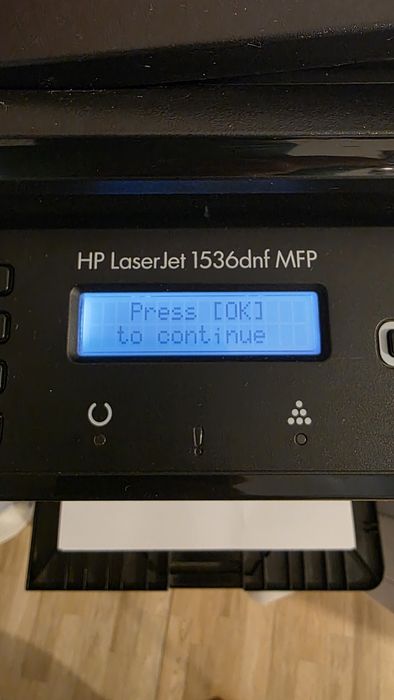 HP LaserJet 1536dnf MFP
Press [OK]
to continue